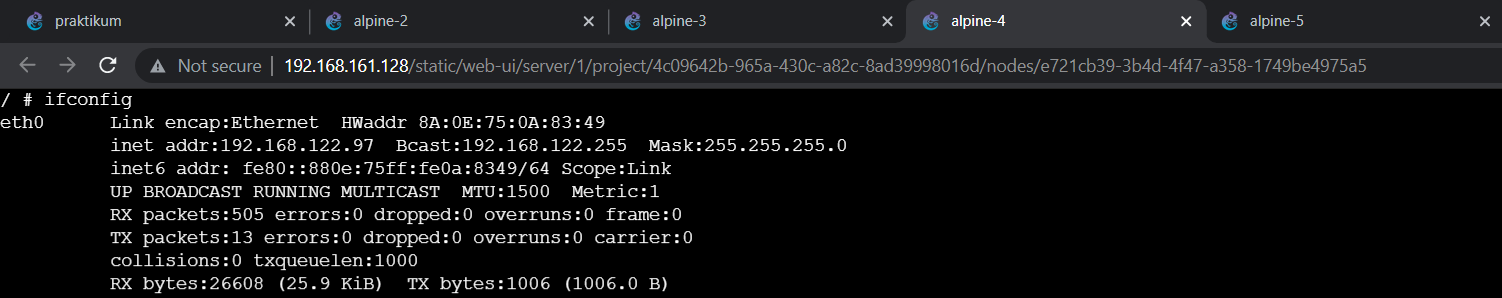 praktikum
alpine-2
alpine-3
alpine-4
alpine-5
Not secure | 192.168.161.128/static/web-ui/server/1/project/4c09642b-965a-430c-a82c-8ad39998016d/nodes/e721cb39-3b4d-4f47-a358-1749be4975a5
/ # ifconfig
eth0      Link encap:Ethernet  HWaddr 8A:0E:75:0A:83:49
          inet addr:192.168.122.97  Bcast:192.168.122.255  Mask:255.255.255.0
          inet6 addr: fe80::880e:75ff:fe0a:8349/64 Scope:Link
          UP BROADCAST RUNNING MULTICAST  MTU:1500  Metric:1
          RX packets:505 errors:0 dropped:0 overruns:0 frame:0
          TX packets:13 errors:0 dropped:0 overruns:0 carrier:0
          collisions:0 txqueuelen:1000
          RX bytes:26608 (25.9 KiB)  TX bytes:1006 (1006.0 B)